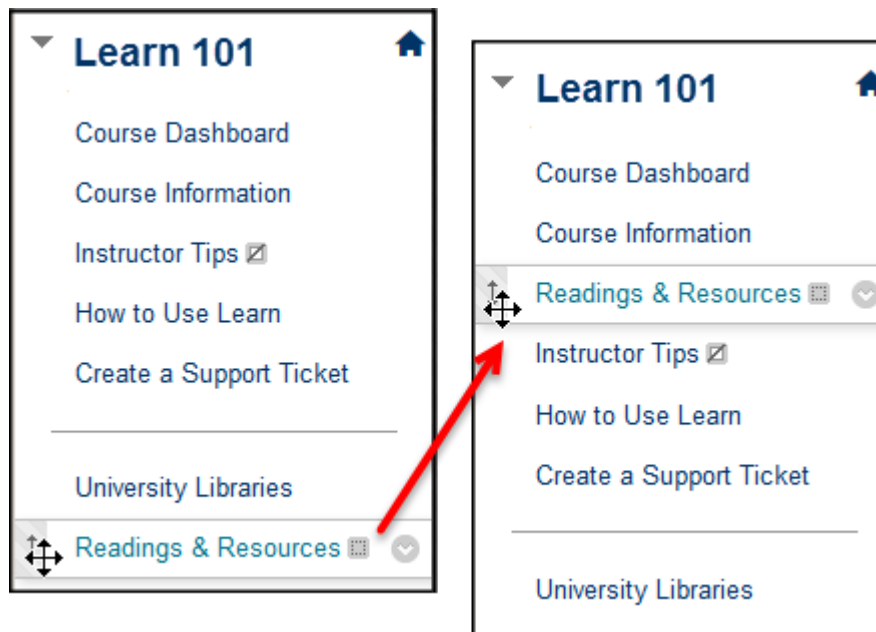 Learn 101
Course Dashboard
Course Information
Instructor Tips
How to Use Learn
Create a Support Ticket
University Libraries
Readings & Resources
Learn 101
Course Dashboard
Course Information
Readings & Resources
Instructor Tips
How to Use Learn
Create a Support Ticket
University Libraries